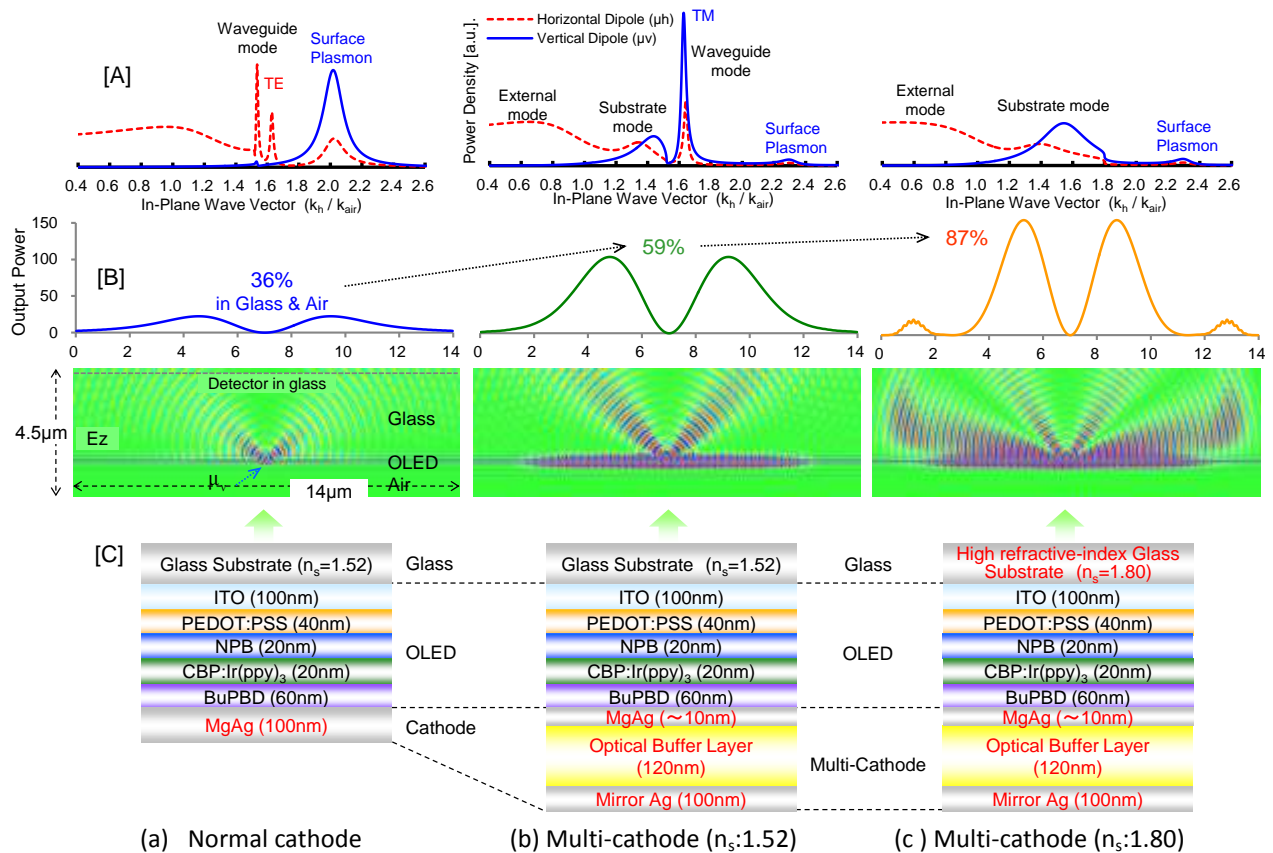 [A]
Waveguide
mode
TE
Surface
Plasmon
0.4 0.6 0.8 1.0 1.2 1.4 1.6 1.8 2.0 2.2 2.4 2.6
In-Plane Wave Vector (kh / kair)
Power Density [a.u.]
Horizontal Dipole (μh)
Vertical Dipole (μv)
TM
Waveguide
mode
External mode
Substrate
mode
Surface
Plasmon
0.4 0.6 0.8 1.0 1.2 1.4 1.6 1.8 2.0 2.2 2.4 2.6
In-Plane Wave Vector (kh / kair)
External mode
Substrate mode
Surface
Plasmon
0.4 0.6 0.8 1.0 1.2 1.4 1.6 1.8 2.0 2.2 2.4 2.6
In-Plane Wave Vector (kh / kair)
[B]
Output Power
150
100
50
0
36%
in Glass & Air
0 2 4 6 8 10 12 14
59%
0 2 4 6 8 10 12 14
87%
0 2 4 6 8 10 12 14
Detector in glass
Glass
4.5μm
Ez
OLED
Air
μv
14μm
[C]
Glass Substrate (ns=1.52)
ITO (100nm)
PEDOT:PSS (40nm)
NPB (20nm)
CBP:Ir(ppy)3 (20nm)
BuPBD (60nm)
MgAg (100nm)
Glass
OLED
Cathode
Glass Substrate (ns=1.52)
ITO (100nm)
PEDOT:PSS (40nm)
NPB (20nm)
CBP:Ir(ppy)3 (20nm)
BuPBD (60nm)
MgAg (~10nm)
Optical Buffer Layer
(120nm)
Mirror Ag (100nm)
Glass
OLED
Multi-Cathode
High refractive-index Glass
Substrate (ns=1.80)
ITO (100nm)
PEDOT:PSS (40nm)
NPB (20nm)
CBP:Ir(ppy)3 (20nm)
BuPBD (60nm)
MgAg (~10nm)
Optical Buffer Layer
(120nm)
Mirror Ag (100nm)
(a) Normal cathode
(b) Multi-cathode (ns:1.52)
(c ) Multi-cathode (ns:1.80)